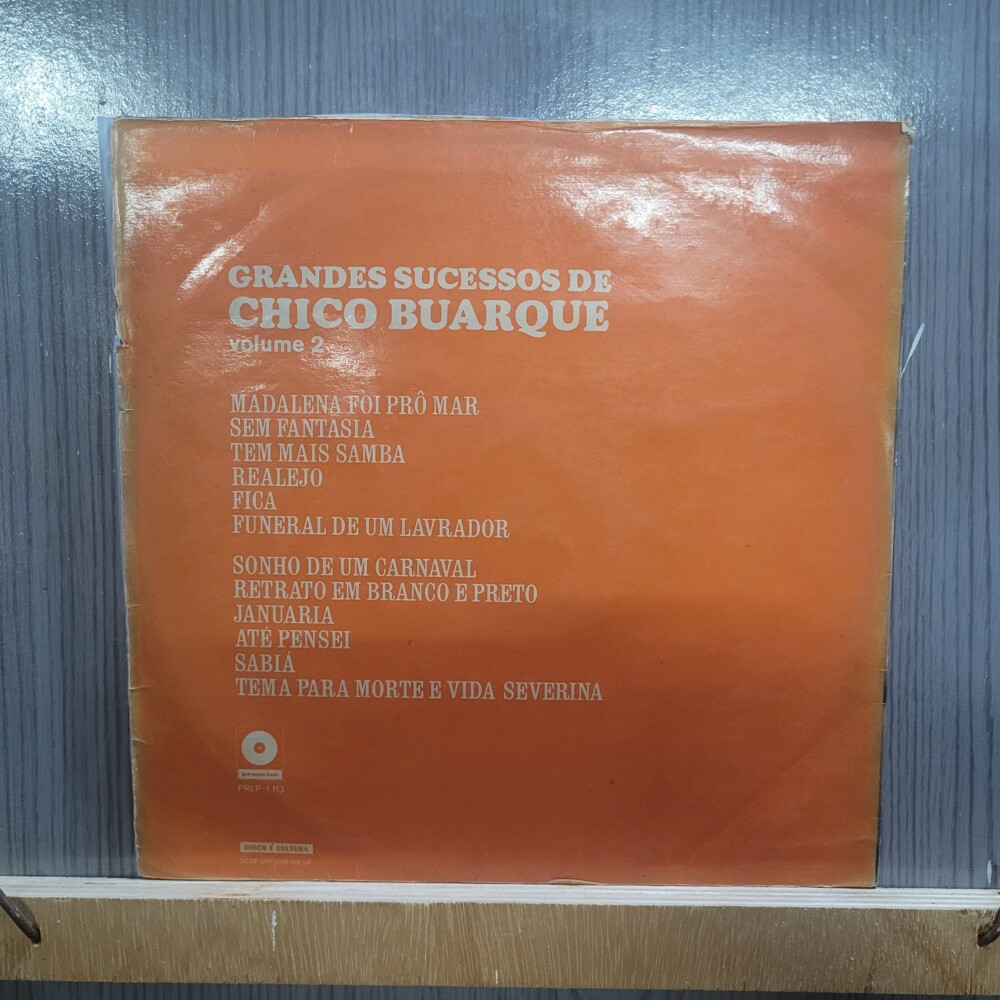 GRANDES SUCESSOS DE
CHICO BUARQUE
volume 2
MADALENA FOI PRÔ MAR
SEM FANTASIA
TEM MAIS SAMBA
REALEJO
FICA
FUNERAL DE UM LAVRADOR
SONHO DE UM CARNAVAL
RETRATO EM BRANCO E PRETO
JANUARIA
ATÉ PENSEI
SABIÁ
TEMA PARA MORTE E VIDA SEVERINA
PRLP-1.113
DISCO É CULTURA